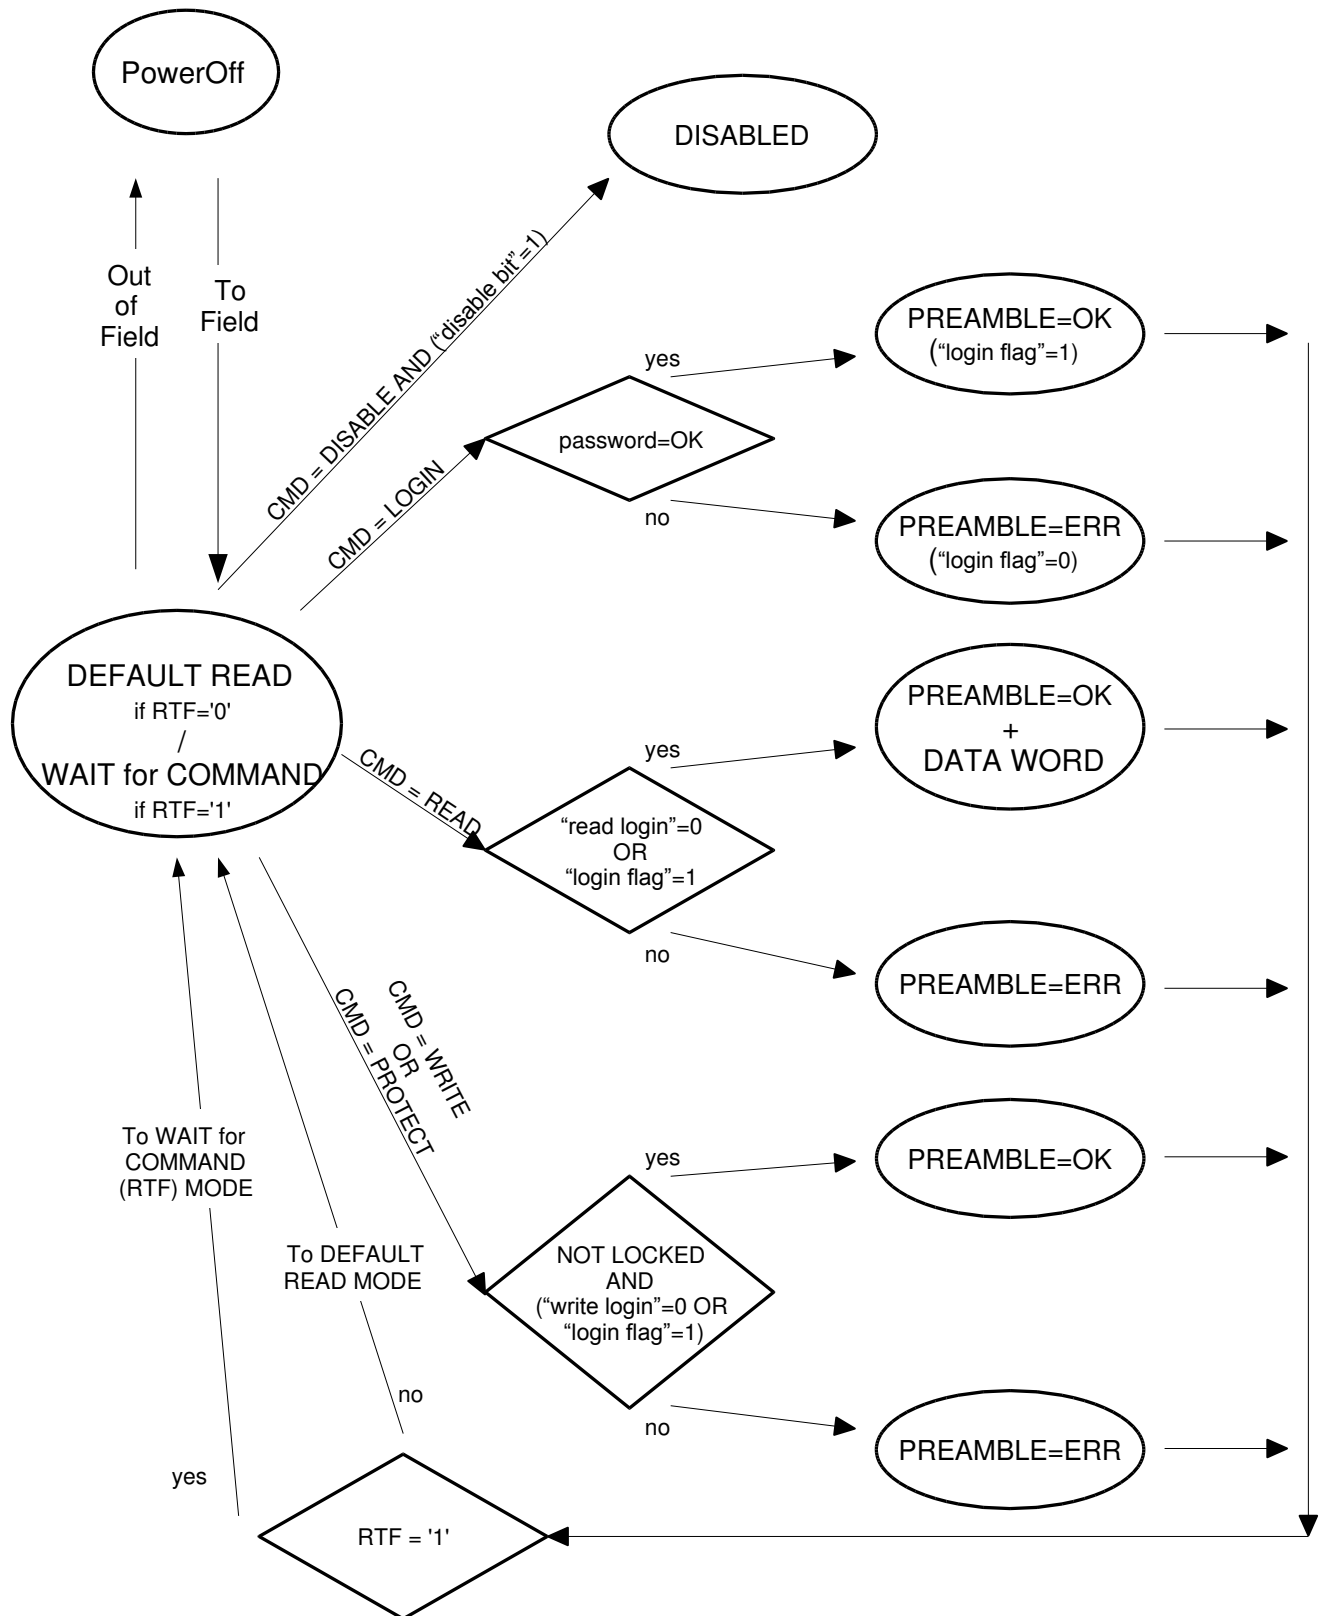 PowerOff
DISABLED
Out
of
Field
To
Field
CMD = DISABLE AND (“disable bit”=1)
CMD = LOGIN
yes
password=OK
no
PREAMBLE=OK
(“login flag”=1)
PREAMBLE=ERR
(“login flag”=0)
DEFAULT READ
if RTF='0'
/
WAIT for COMMAND
if RTF='1'
CMD = READ
yes
“read login”=0
OR
“login flag”=1
no
PREAMBLE=OK
+
DATA WORD
PREAMBLE=ERR
CMD = WRITE
OR
CMD = PROTECT
To WAIT for
COMMAND
(RTF) MODE
To DEFAULT
READ MODE
yes
NOT LOCKED
AND
(“write login”=0 OR
“login flag”=1)
no
PREAMBLE=OK
PREAMBLE=ERR
no
yes
RTF = '1'